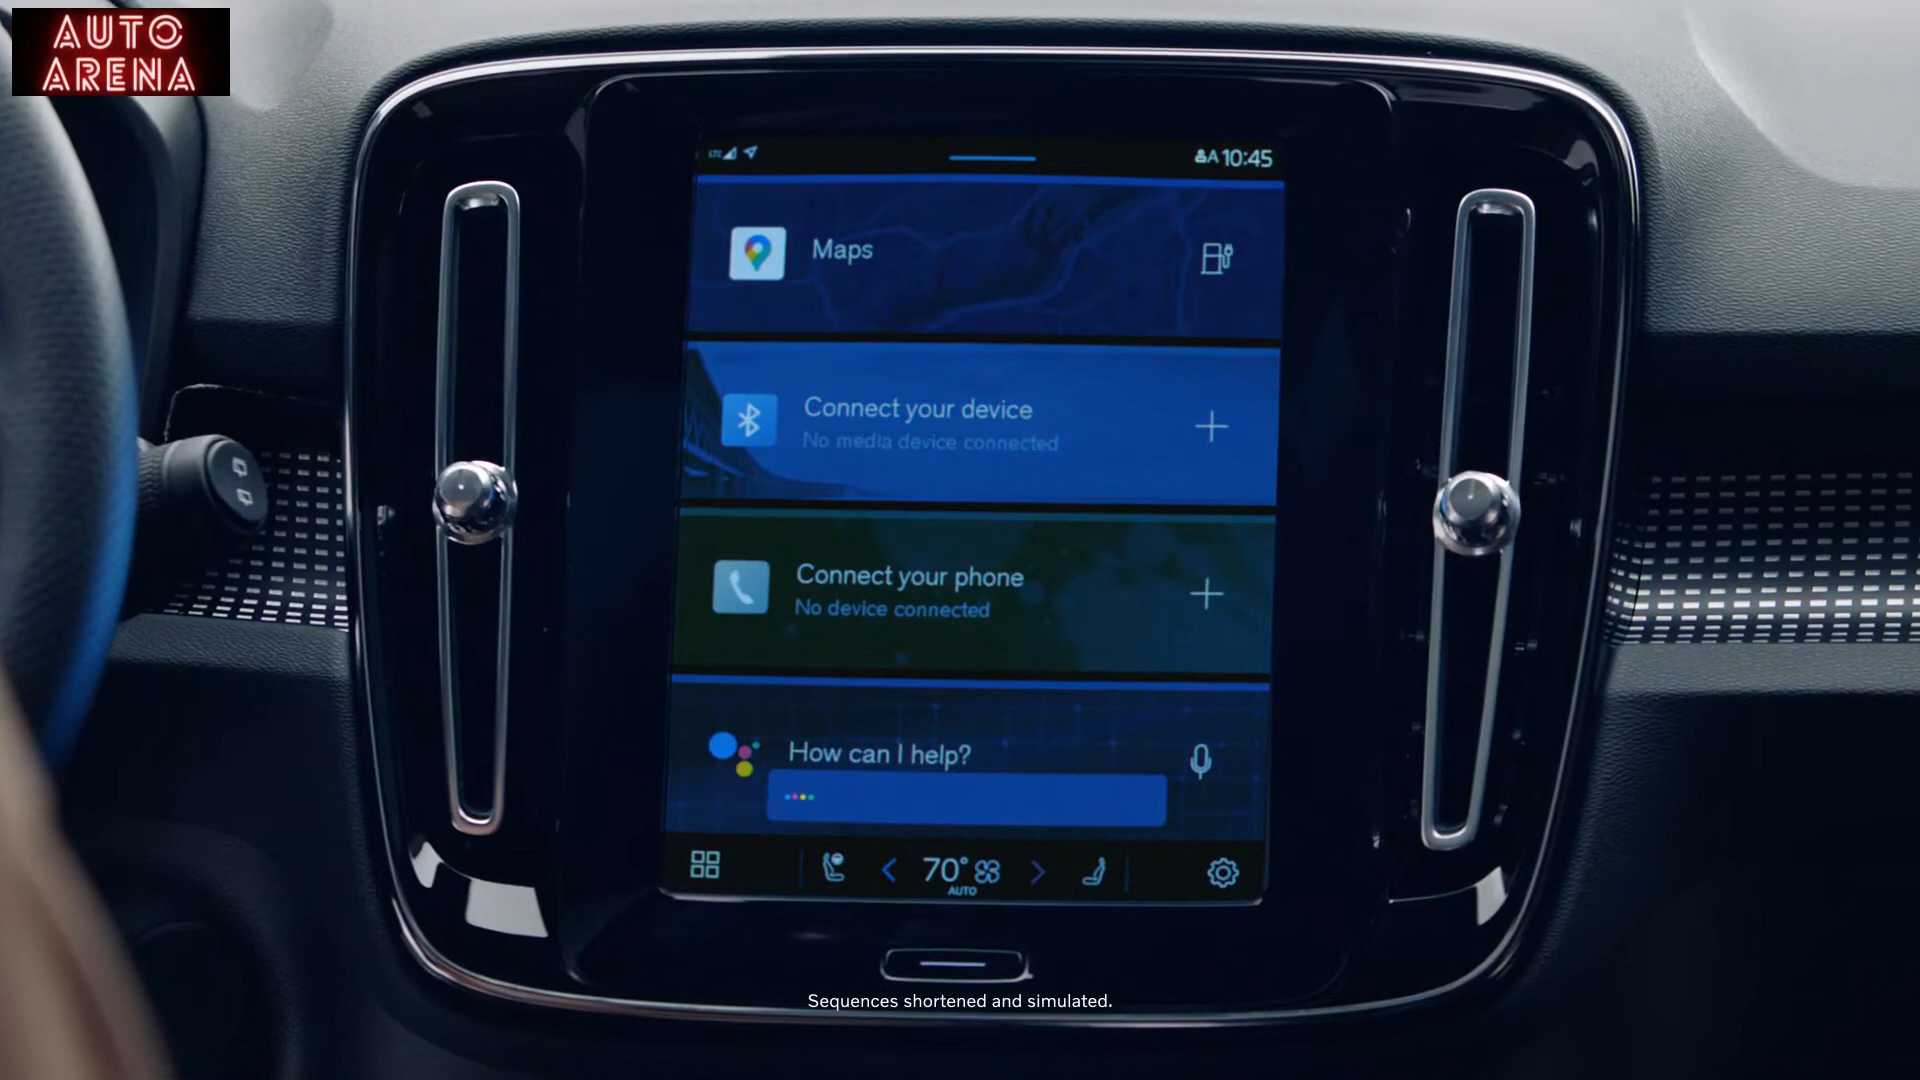 AUTO
ARENA
LTE
A 10:45
Maps
Connect your device
No media device connected
Connect your phone
No device connected
How can I help?
70°
AUTO
Sequences shortened and simulated.